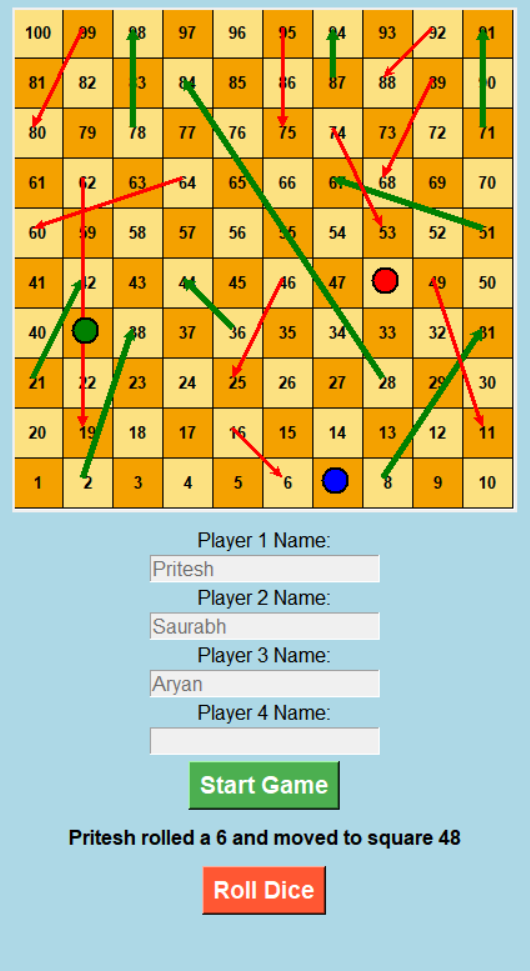 100 99 98 97 96 95 94 93 92 91
81 82 83 84 85 86 87 88 89 90
80 79 78 77 76 75 74 73 72 71
61 62 63 64 65 66 67 68 69 70
60 59 58 57 56 55 54 53 52 51
41 42 43 44 45 46 47 49 50
40 38 37 36 35 34 33 32 31
21 22 23 24 25 26 27 28 29 30
20 19 18 17 16 15 14 13 12 11
1 2 3 4 5 6 8 9 10
Player 1 Name:
Pritesh
Player 2 Name:
Saurabh
Player 3 Name:
Aryan
Player 4 Name:
Start Game
Pritesh rolled a 6 and moved to square 48
Roll Dice